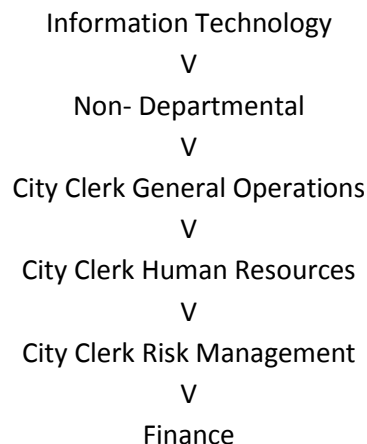 Information Technology
V
Non- Departmental
V
City Clerk General Operations
V
City Clerk Human Resources
V
City Clerk Risk Management
V
Finance